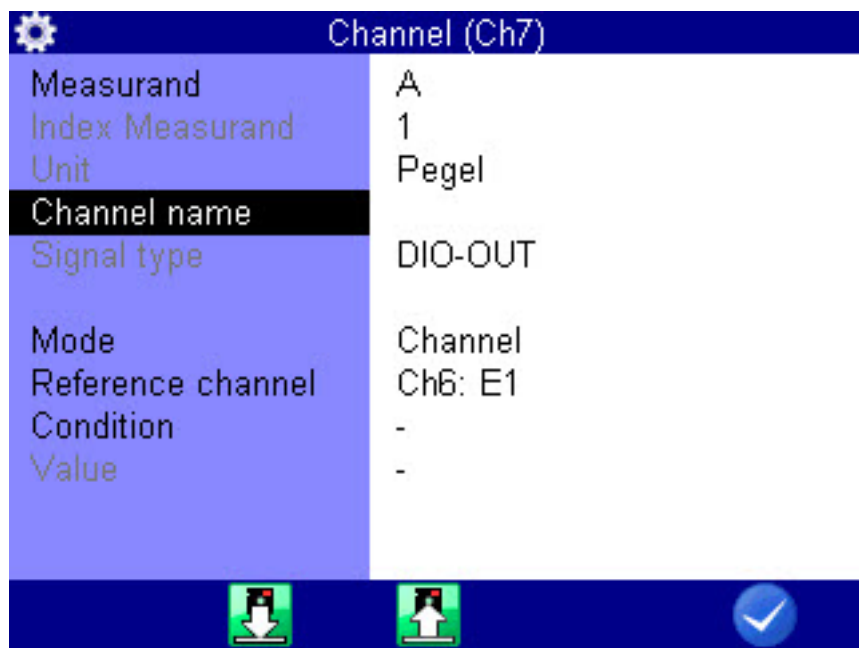 Channel (Ch7)
Measurand A
Index Measurand 1
Unit Pegel
Channel name
Signal type DIO-OUT
Mode Channel
Reference channel Ch6: E1
Condition -
Value -